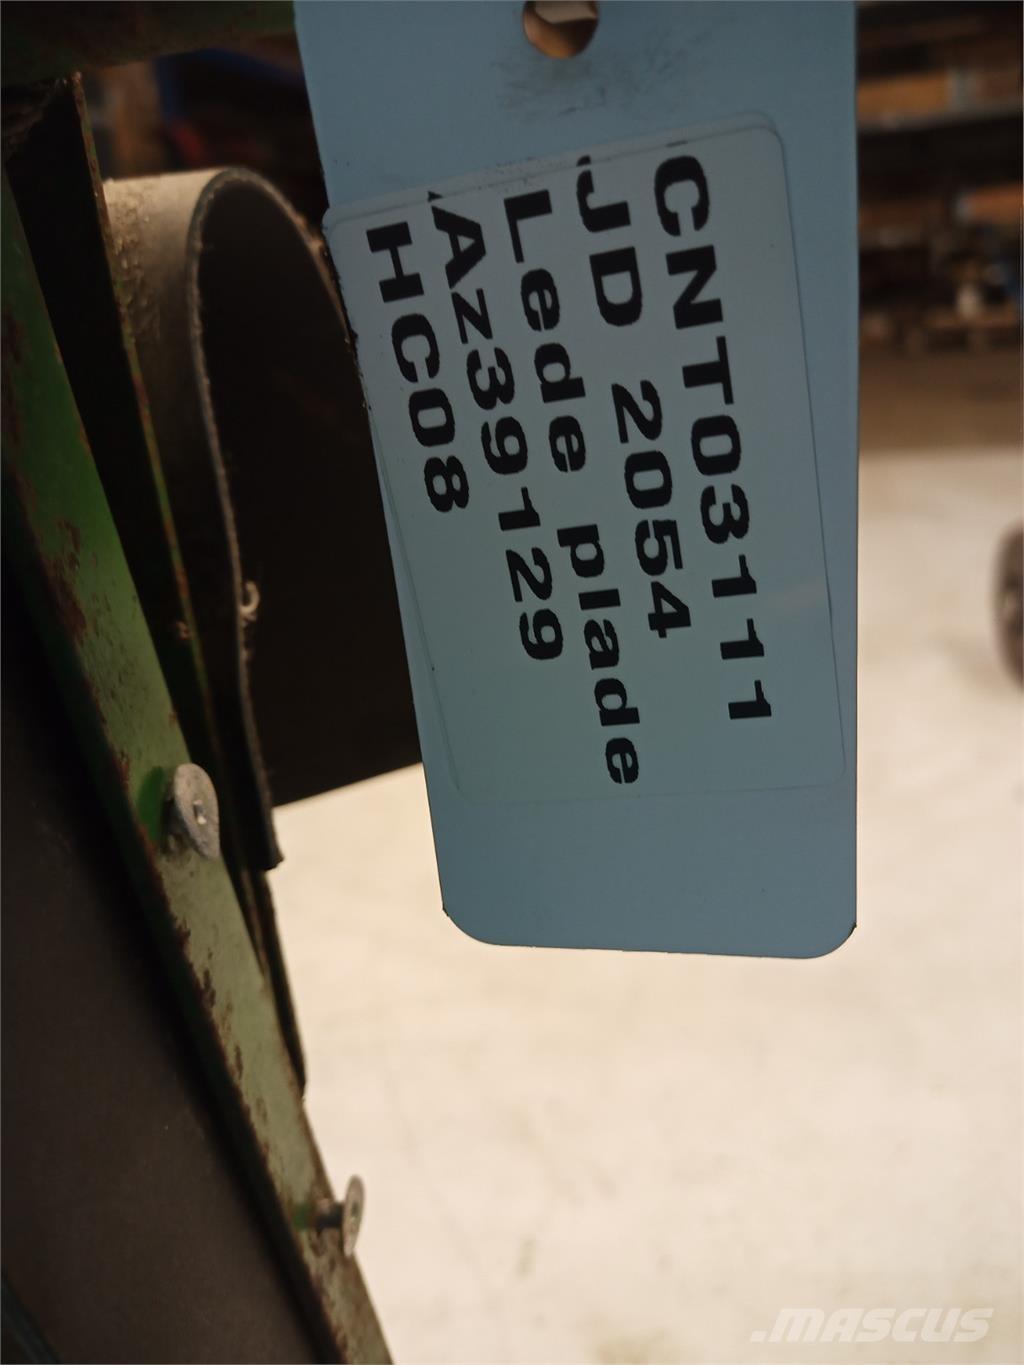 CNT03111
JD 2054
Lede plade
Az39129
HC08
.MASCUS